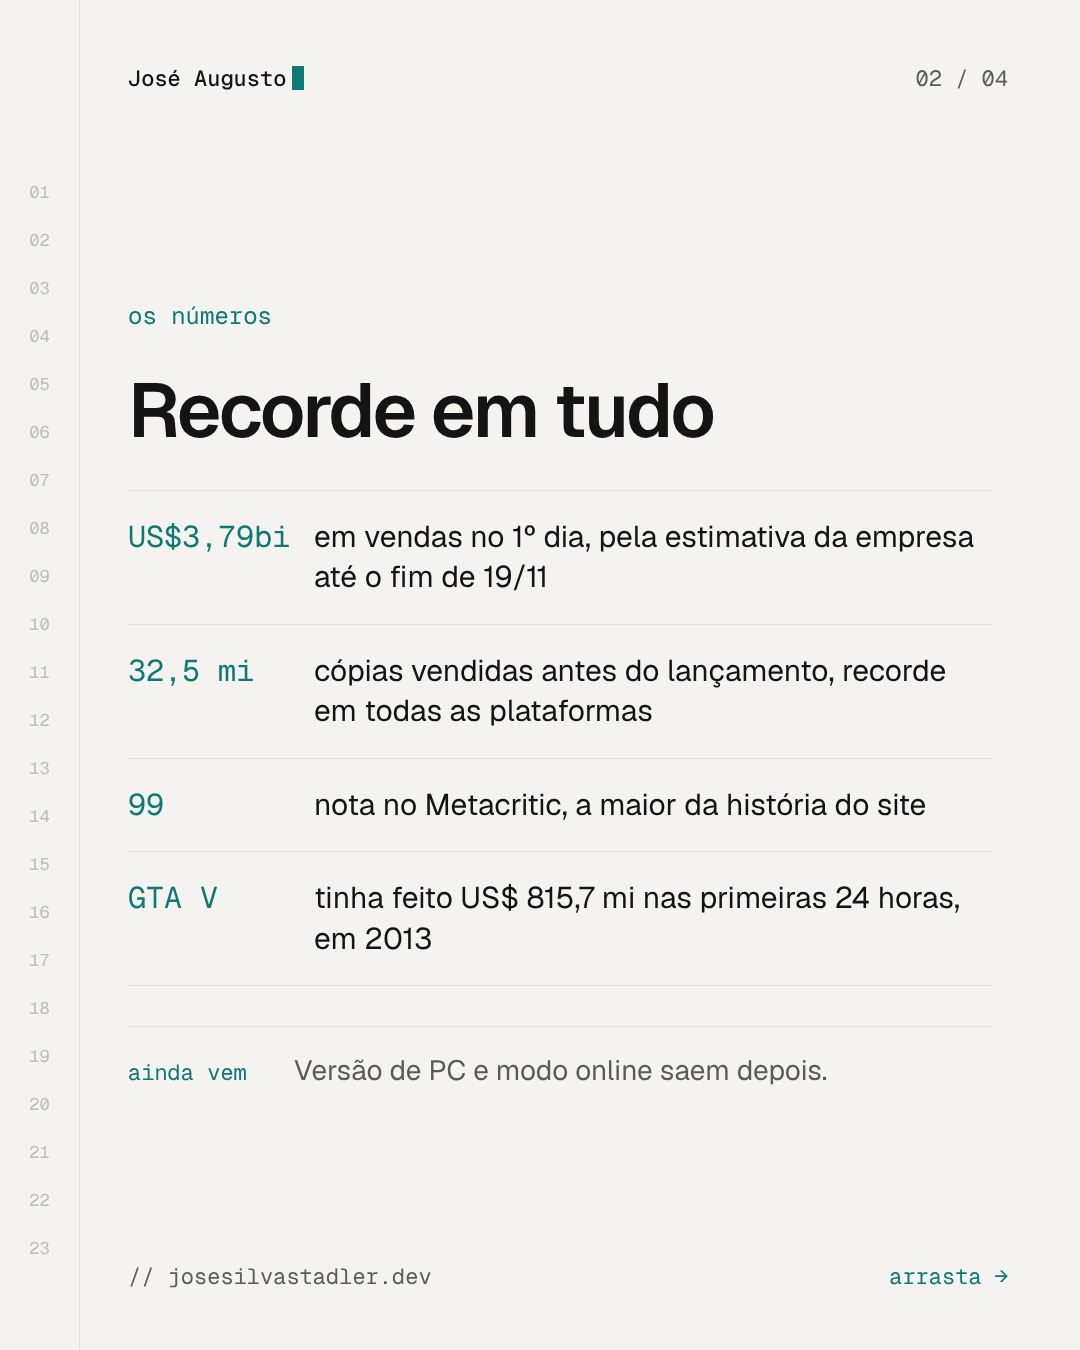 José Augusto
02 / 04
01
02
03
04
05
06
07
08
09
10
11
12
13
14
15
16
17
18
19
20
21
22
23
os números
Recorde em tudo
US$3,79bi em vendas no 1º dia, pela estimativa da empresa
até o fim de 19/11
32,5 mi cópias vendidas antes do lançamento, recorde
em todas as plataformas
99 nota no Metacritic, a maior da história do site
GTA V tinha feito US$ 815,7 mi nas primeiras 24 horas,
em 2013
ainda vem Versão de PC e modo online saem depois.
// josesilvastadler.dev
arrasta →